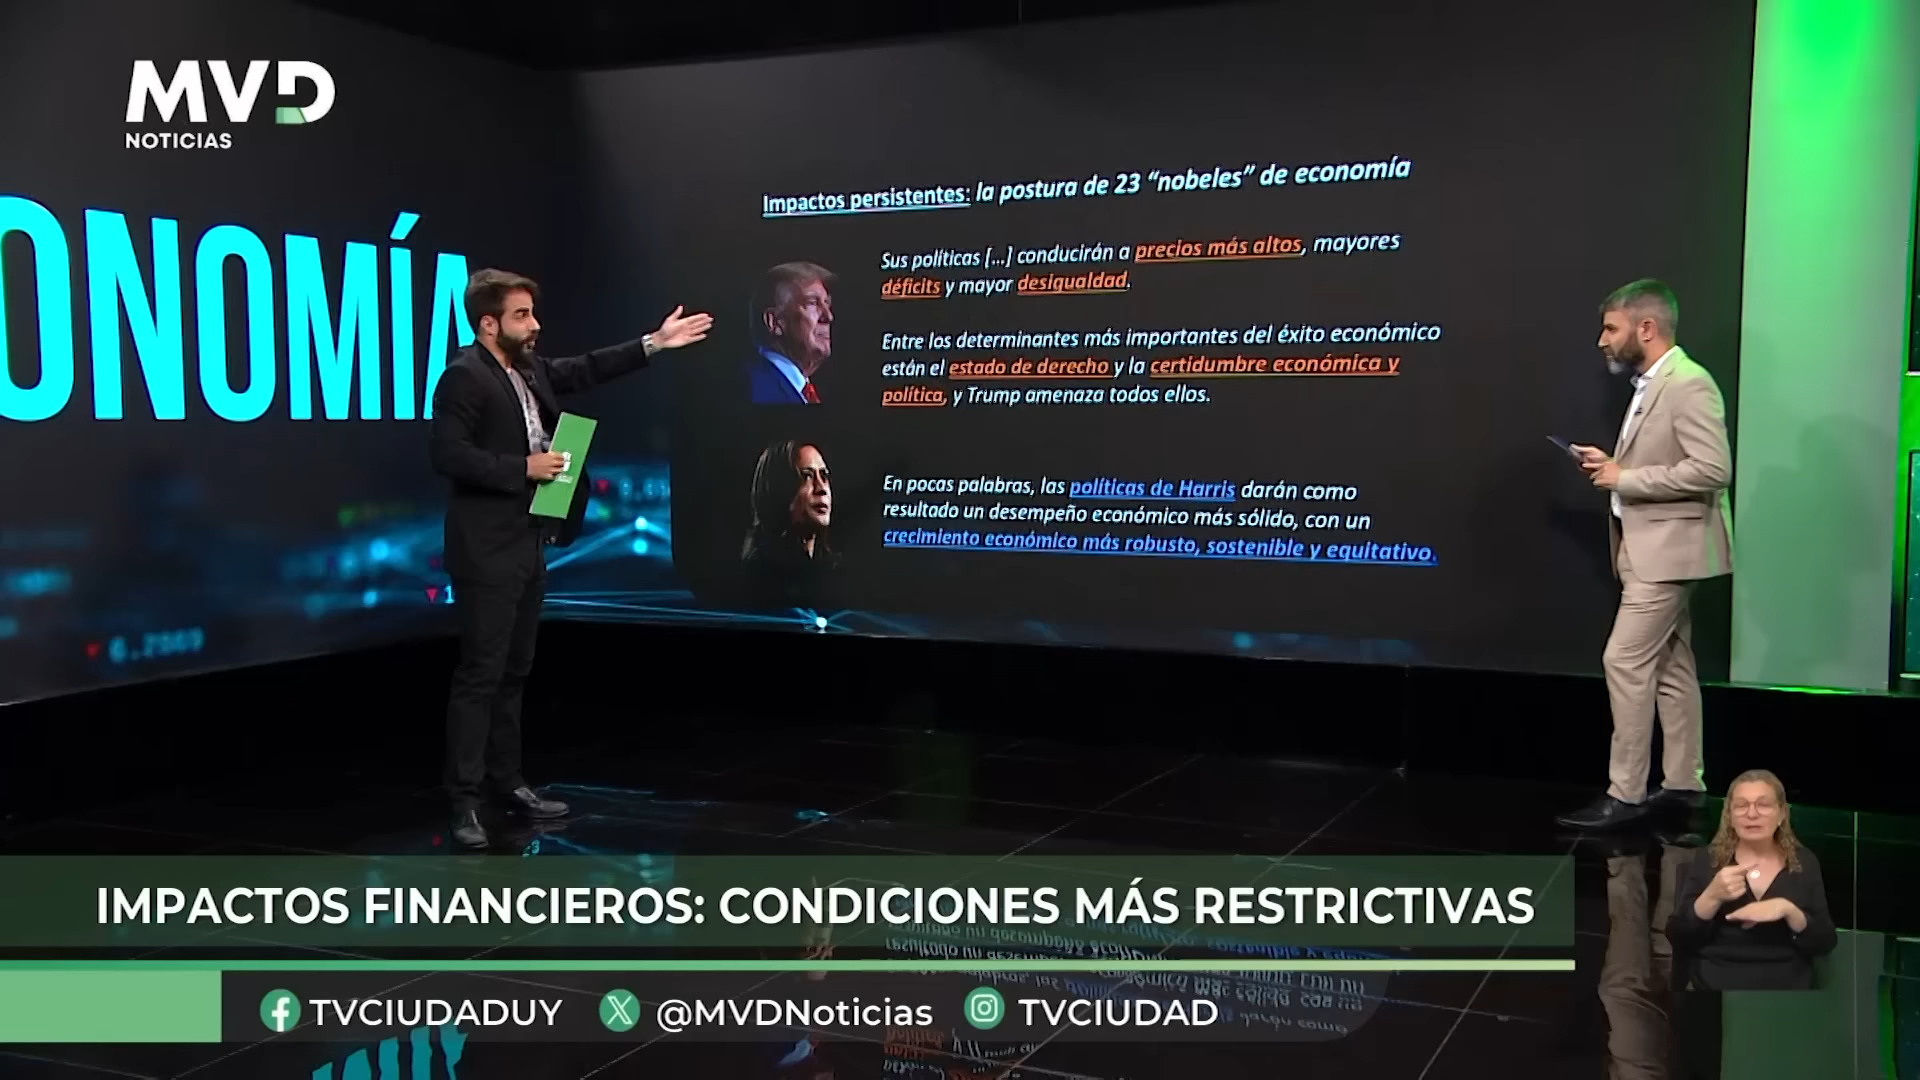 MVD
NOTICIAS
ONOMÍA
Impactos persistentes: la postura de 23 “nobeles” de economía
Sus políticas [...] conducirán a precios más altos, mayores
déficits y mayor desigualdad.
Entre los determinantes más importantes del éxito económico
están el estado de derecho y la certidumbre económica y
política, y Trump amenaza todos ellos.
En pocas palabras, las políticas de Harris darán como
resultado un desempeño económico más sólido, con un
crecimiento económico más robusto, sostenible y equitativo.
6.2869
IMPACTOS FINANCIEROS: CONDICIONES MÁS RESTRICTIVAS
TVCIUDADUY @MVDNoticias TVCIUDAD